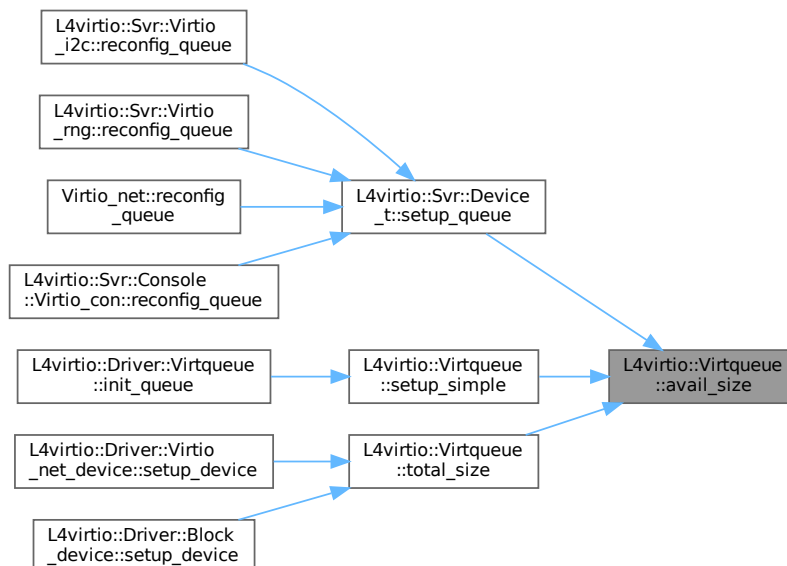 L4virtio::Svr::Virtio
_i2c::reconfig_queue
L4virtio::Svr::Virtio
_rng::reconfig_queue
Virtio_net::reconfig
_queue
L4virtio::Svr::Device
_t::setup_queue
L4virtio::Svr::Console
::Virtio_con::reconfig_queue
L4virtio::Driver::Virtqueue
::init_queue
L4virtio::Virtqueue
::setup_simple
L4virtio::Virtqueue
::avail_size
L4virtio::Driver::Virtio
_net_device::setup_device
L4virtio::Virtqueue
::total_size
L4virtio::Driver::Block
_device::setup_device